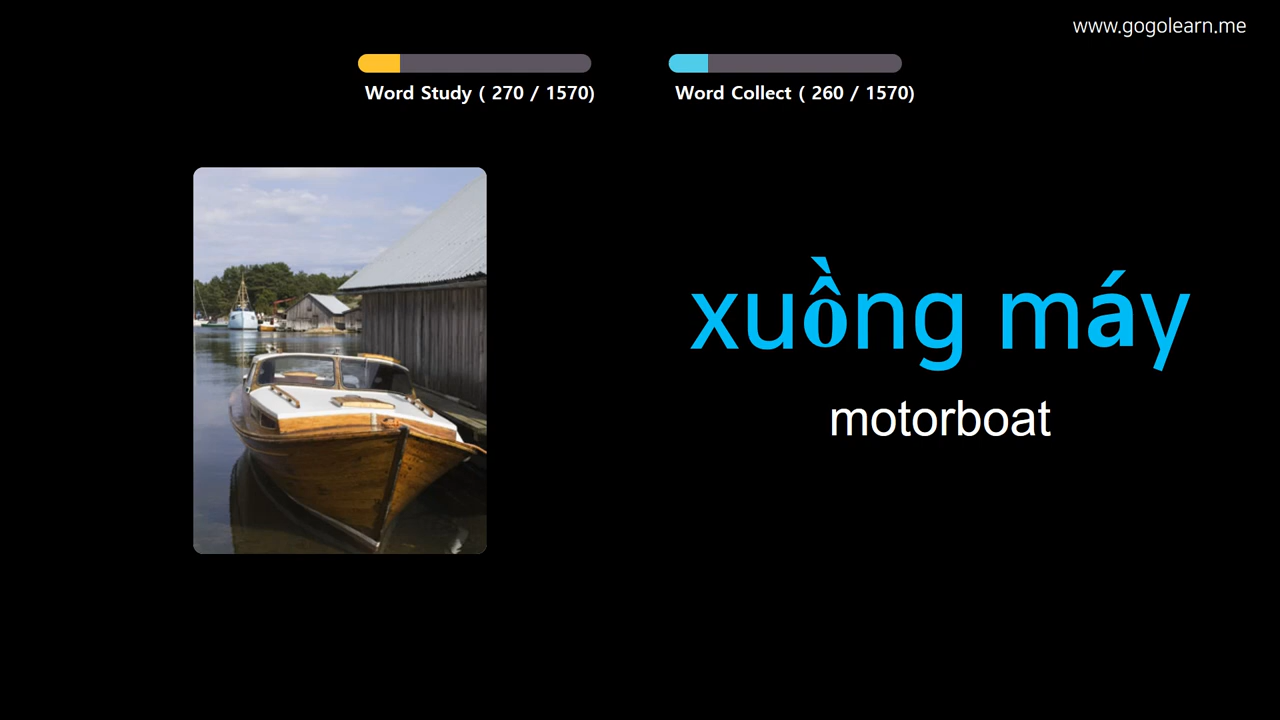 www.gogolearn.me
Word Study ( 270 / 1570)
Word Collect ( 260 / 1570)
xuồng máy
motorboat